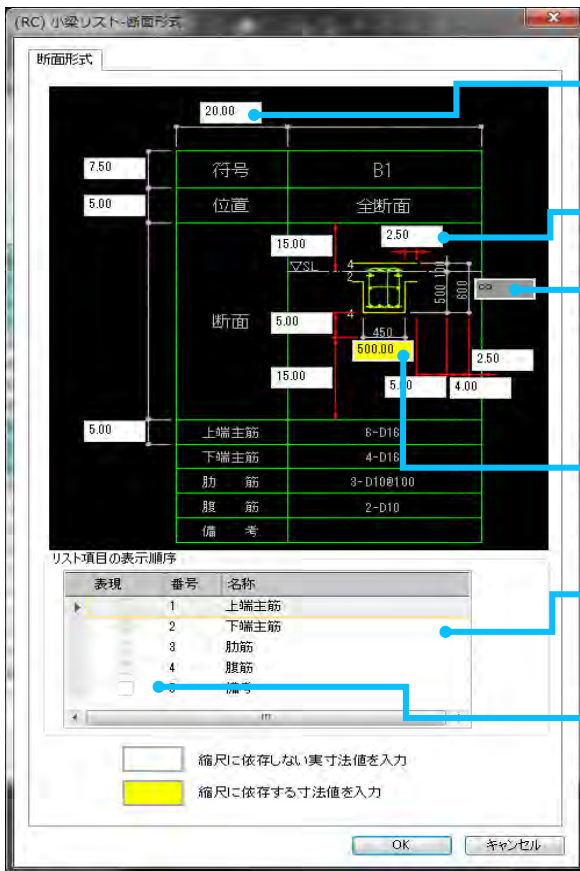 (RC) 小梁リスト-断面形式
断面形式
20.00
7.50
符号
B1
5.00
位置
全断面
15.00
2.50
▽SL
4
2
500
100
600
断面
5.00
4
450
500.00
2.50
15.00
4.00
5.00
上端主筋
4-D16
下端主筋
肋 筋
3-D10@100
腹 筋
2-D10
備 考
リスト項目の表示順序
表現 番号 名称
1 上端主筋
2 下端主筋
3 肋筋
4 腹筋
縮尺に依存しない実寸法値を入力
縮尺に依存する寸法値を入力
OK キャンセル